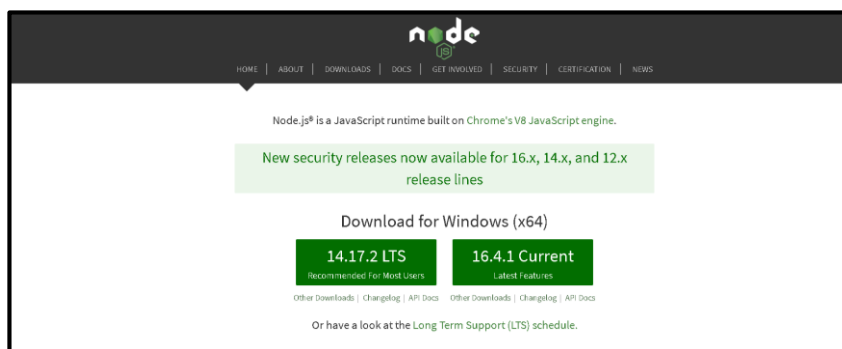 node
JS
HOME | ABOUT | DOWNLOADS | DOCS | GET INVOLVED | SECURITY | CERTIFICATION | NEWS
Node.js® is a JavaScript runtime built on Chrome's V8 JavaScript engine.
New security releases now available for 16.x, 14.x, and 12.x
release lines
Download for Windows (x64)
14.17.2 LTS 16.4.1 Current
Recommended For Most Users Latest Features
Other Downloads | Changelog | API Docs Other Downloads | Changelog | API Docs
Or have a look at the Long Term Support (LTS) schedule.